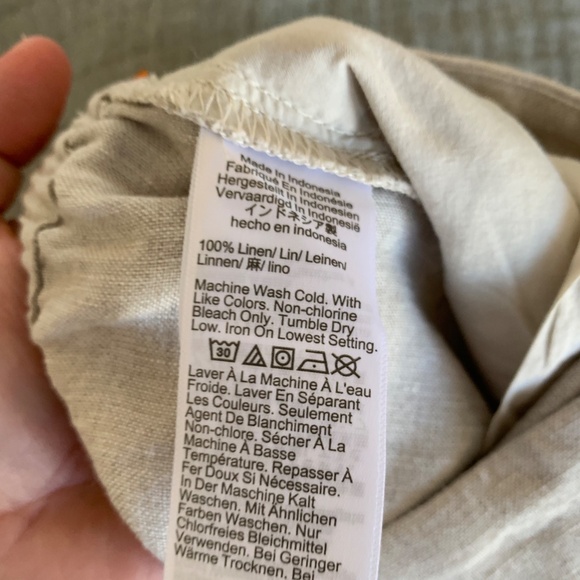 Made In Indonesia
Fabriqué En Indonésie
Hergestellt In Indonesien
Vervaardigd In Indonesië
インドネシア製
hecho en indonesia
100% Linen/ Lin/ Leinen/
Linnen/ 麻/ lino
Machine Wash Cold. With
Like Colors. Non-chlorine
Bleach Only. Tumble Dry
Low. Iron On Lowest Setting.
30
Laver À La Machine À L'eau
Froide. Laver En Séparant
Les Couleurs. Seulement
Agent De Blanchiment
Non-chlore. Sécher À La
Machine À Basse
Température. Repasser À
Fer Doux Si Nécessaire.
In Der Maschine Kalt
Waschen. Mit Ähnlichen
Farben Waschen. Nur
Chlorfreies Bleichmittel
Verwenden. Bei Geringer
Wärme Trocknen. Bei